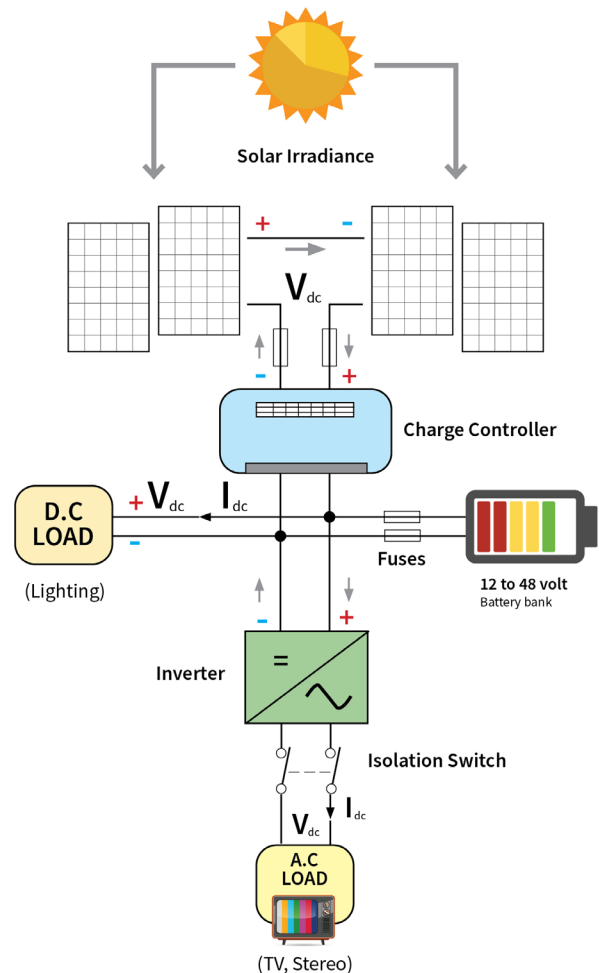 Solar Irradiance
+ -
Vdc
- +
Charge Controller
D.C
LOAD
+ Vdc Idc
-
(Lighting)
Fuses
12 to 48 volt
Battery bank
- +
Inverter
=
Isolation Switch
Vdc Idc
A.C
LOAD
(TV, Stereo)